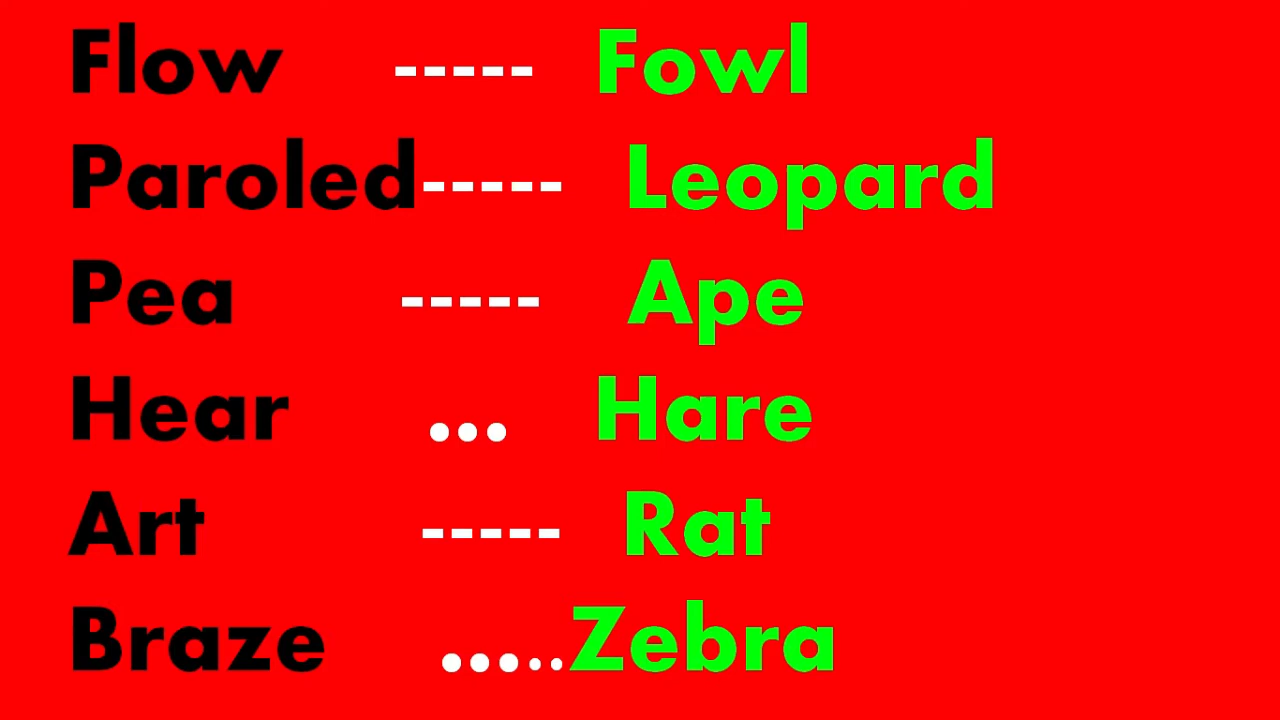 Flow ----- Fowl
Paroled----- Leopard
Pea ----- Ape
Hear ... Hare
Art ----- Rat
Braze .....Zebra